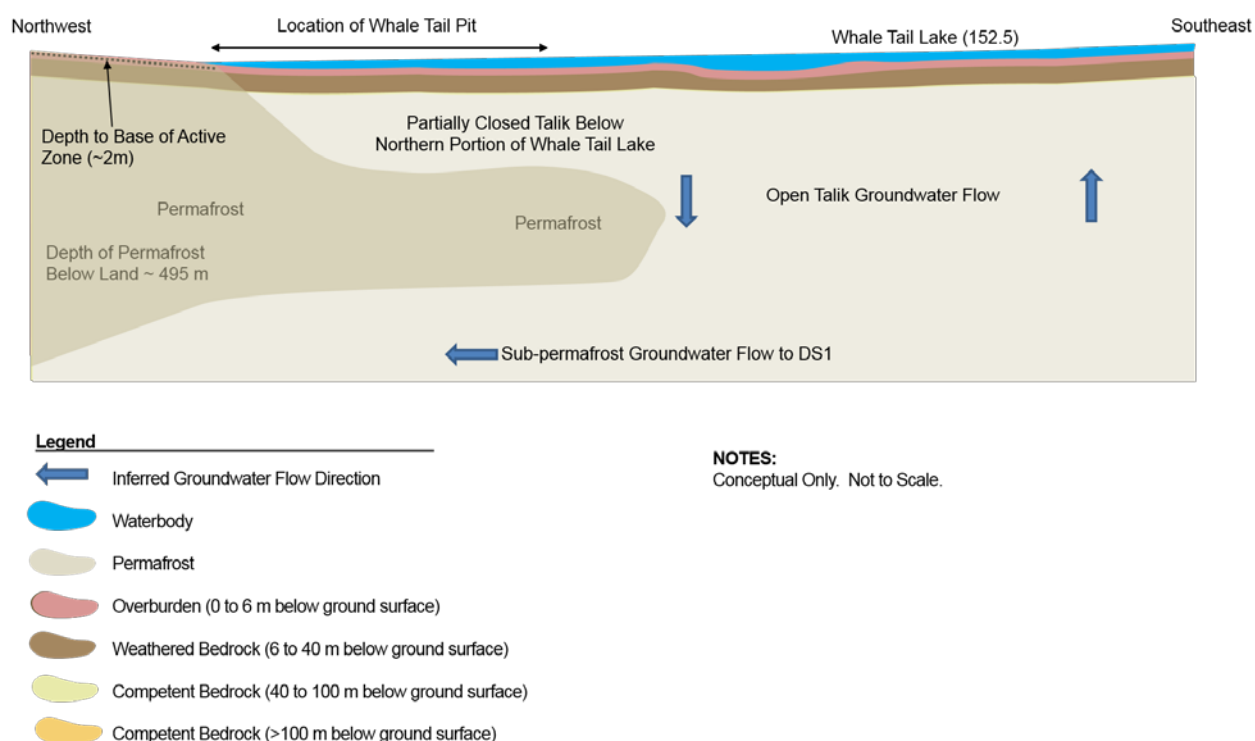 Northwest
Location of Whale Tail Pit
Whale Tail Lake (152.5)
Southeast
Depth to Base of Active
Zone (~2m)
Partially Closed Talik Below
Northern Portion of Whale Tail Lake
Open Talik Groundwater Flow
Permafrost
Permafrost
Depth of Permafrost
Below Land ~ 495 m
Sub-permafrost Groundwater Flow to DS1
Legend
Inferred Groundwater Flow Direction
Waterbody
Permafrost
Overburden (0 to 6 m below ground surface)
Weathered Bedrock (6 to 40 m below ground surface)
Competent Bedrock (40 to 100 m below ground surface)
Competent Bedrock (>100 m below ground surface)
NOTES:
Conceptual Only. Not to Scale.